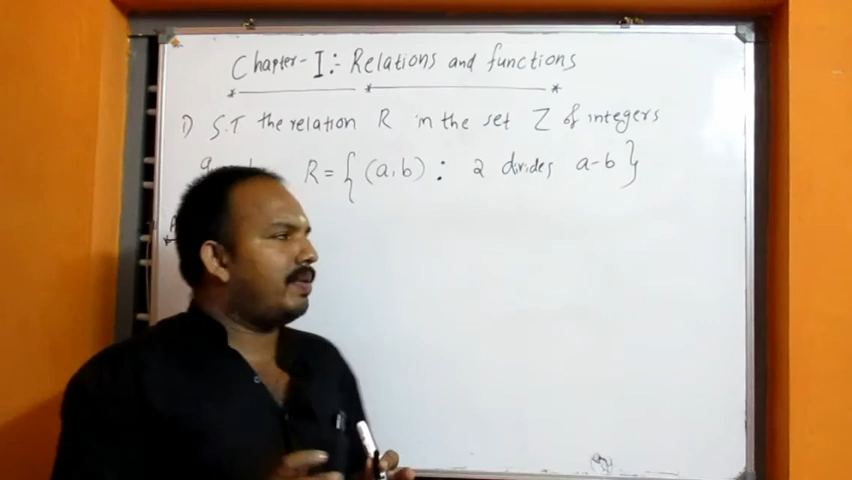 Chapter-I:- Relations and functions
1) S.T the relation R in the set Z of integers
R = {(a,b) : 2 divides a-b}